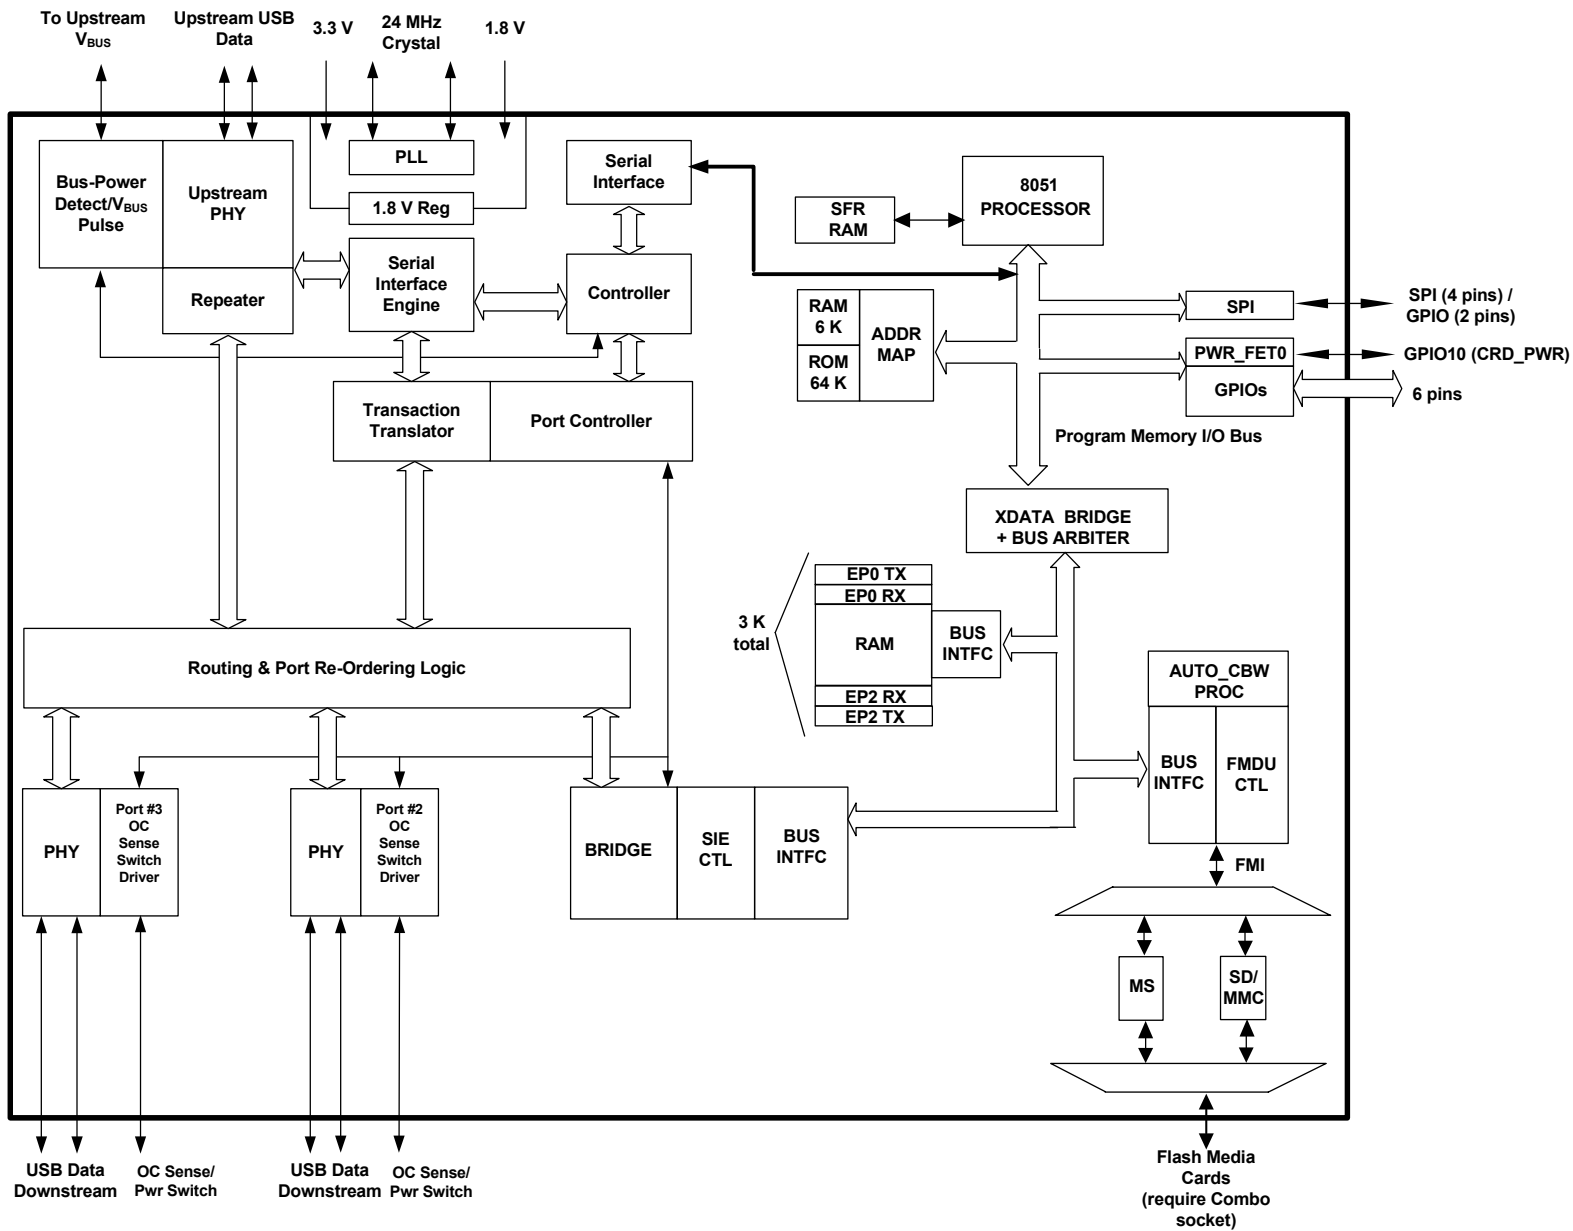 To Upstream
VBUS
Upstream USB
Data
3.3 V
24 MHz
Crystal
1.8 V
Bus-Power
Detect/VBUS
Pulse
Upstream
PHY
PLL
1.8 V Reg
Serial
Interface
8051
PROCESSOR
SFR
RAM
Repeater
Serial
Interface
Engine
Controller
RAM
6 K
ROM
64 K
ADDR
MAP
SPI
SPI (4 pins) /
GPIO (2 pins)
PWR_FET0
GPIO10 (CRD_PWR)
GPIOs
6 pins
Transaction
Translator
Port Controller
Program Memory I/O Bus
XDATA BRIDGE
+ BUS ARBITER
3 K
total
EP0 TX
EP0 RX
RAM
EP2 RX
EP2 TX
BUS
INTFC
Routing & Port Re-Ordering Logic
AUTO_CBW
PROC
BUS
INTFC
FMDU
CTL
PHY
Port #3
OC
Sense
Switch
Driver
PHY
Port #2
OC
Sense
Switch
Driver
BRIDGE
SIE
CTL
BUS
INTFC
FMI
MS
SD/
MMC
USB Data
Downstream
OC Sense/
Pwr Switch
USB Data
Downstream
OC Sense/
Pwr Switch
Flash Media
Cards
(require Combo
socket)